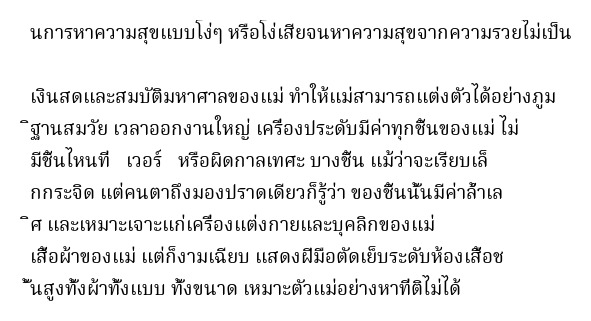 นการหาความสุขแบบโง่ๆ หรือโง่เสียจนหาความสุขจากความรวยไม่เป็น
เงินสดและสมบัติมหาศาลของแม่ ทำให้แม่สามารถแต่งตัวได้อย่างภูม
ิฐานสมวัย เวลาออกงานใหญ่ เครื่องประดับมีค่าทุกชิ้นของแม่ ไม่
มีชิ้นไหนที่ เวอร์ หรือผิดกาลเทศะ บางชิ้น แม้ว่าจะเรียบเล็
กกระจิด แต่คนตาถึงมองปราดเดียวก็รู้ว่า ของชิ้นนั้นมีค่าล้ำเล
ิศ และเหมาะเจาะแก่เครื่องแต่งกายและบุคลิกของแม่
เสื้อผ้าของแม่ แต่ก็งามเฉียบ แสดงฝีมือตัดเย็บระดับห้องเสื้อช
ั้นสูงทั้งผ้าทั้งแบบ ทั้งขนาด เหมาะตัวแม่อย่างหาที่ติไม่ได้